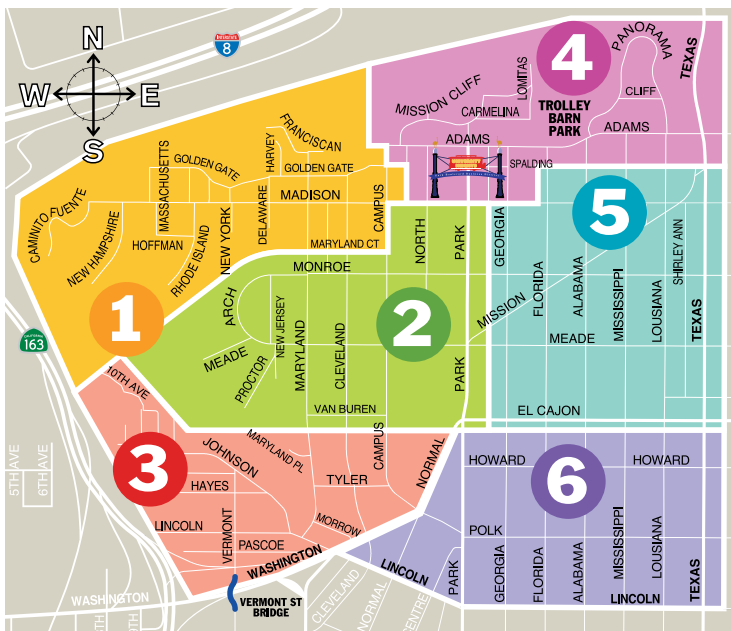 N
W
E
S
INTERSTATE
8
4
PANORAMA
TEXAS
LOMITAS
MISSION CLIFF
CARMELINA
CLIFF
TROLLEY
BARN
PARK
ADAMS
ADAMS
SPALDING
FRANCISCAN
HARVEY
GOLDEN GATE
GOLDEN GATE
MASSACHUSETTS
MADISON
CAMPUS
DELAWARE
CAMINITO FUENTE
NEW HAMPSHIRE
HOFFMAN
RHODE ISLAND
NEW YORK
MARYLAND CT
1
CALIFORNIA
163
5
GEORGIA
SHIRLEY ANN
FLORIDA
ALABAMA
MISSISSIPPI
LOUISIANA
TEXAS
MISSION
MEADE
EL CAJON
NORTH
PARK
MONROE
ARCH
2
NEW JERSEY
MARYLAND
CLEVELAND
MEADE
PROCTOR
PARK
VAN BUREN
CAMPUS
10TH AVE
3
JOHNSON
MARYLAND PL
NORMAL
HAYES
TYLER
LINCOLN
VERMONT
PASCOE
MORROW
WASHINGTON
5TH AVE
6TH AVE
6
HOWARD
HOWARD
POLK
LINCOLN
PARK
GEORGIA
FLORIDA
ALABAMA
MISSISSIPPI
LOUISIANA
TEXAS
LINCOLN
WASHINGTON
VERMONT ST
BRIDGE
CLEVELAND
NORMAL
CENTRE